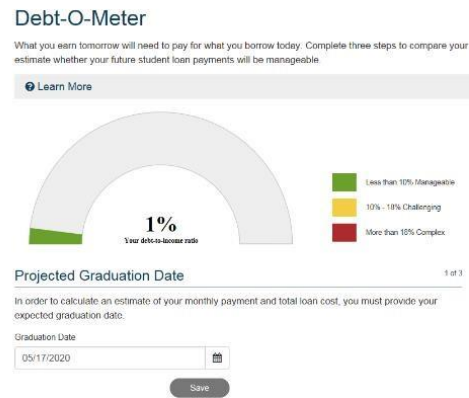 Debt-O-Meter
What you earn tomorrow will need to pay for what you borrow today. Complete three steps to compare your
estimate whether your future student loan payments will be manageable.
Learn More
1%
Your debt-to-income ratio
Less than 10% Manageable
10% - 18% Challenging
More than 18% Complex
Projected Graduation Date
1 of 3
In order to calculate an estimate of your monthly payment and total loan cost, you must provide your
expected graduation date.
Graduation Date
05/17/2020
Save